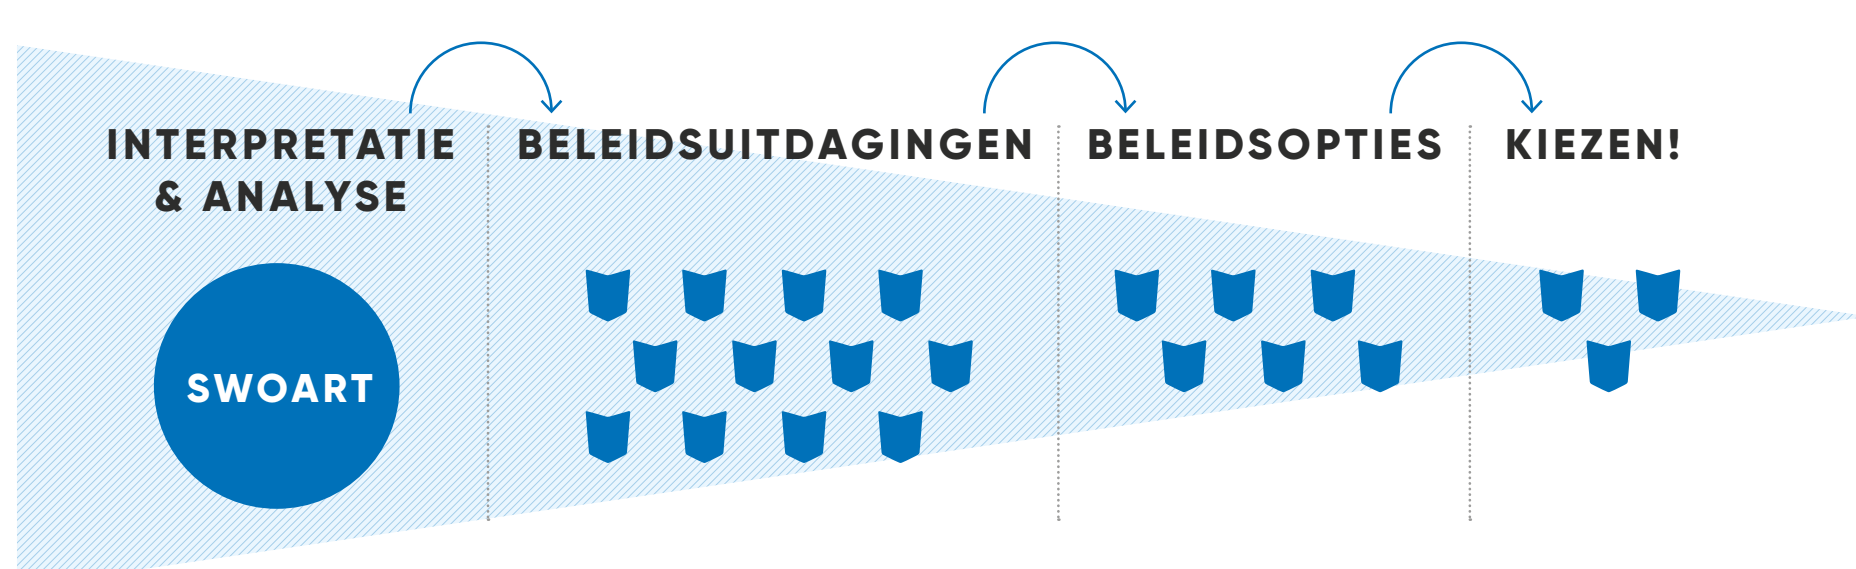 INTERPRETATIE
& ANALYSE
BELEIDSUITDAGINGEN
BELEIDSOPTIES
KIEZEN!
SWOART